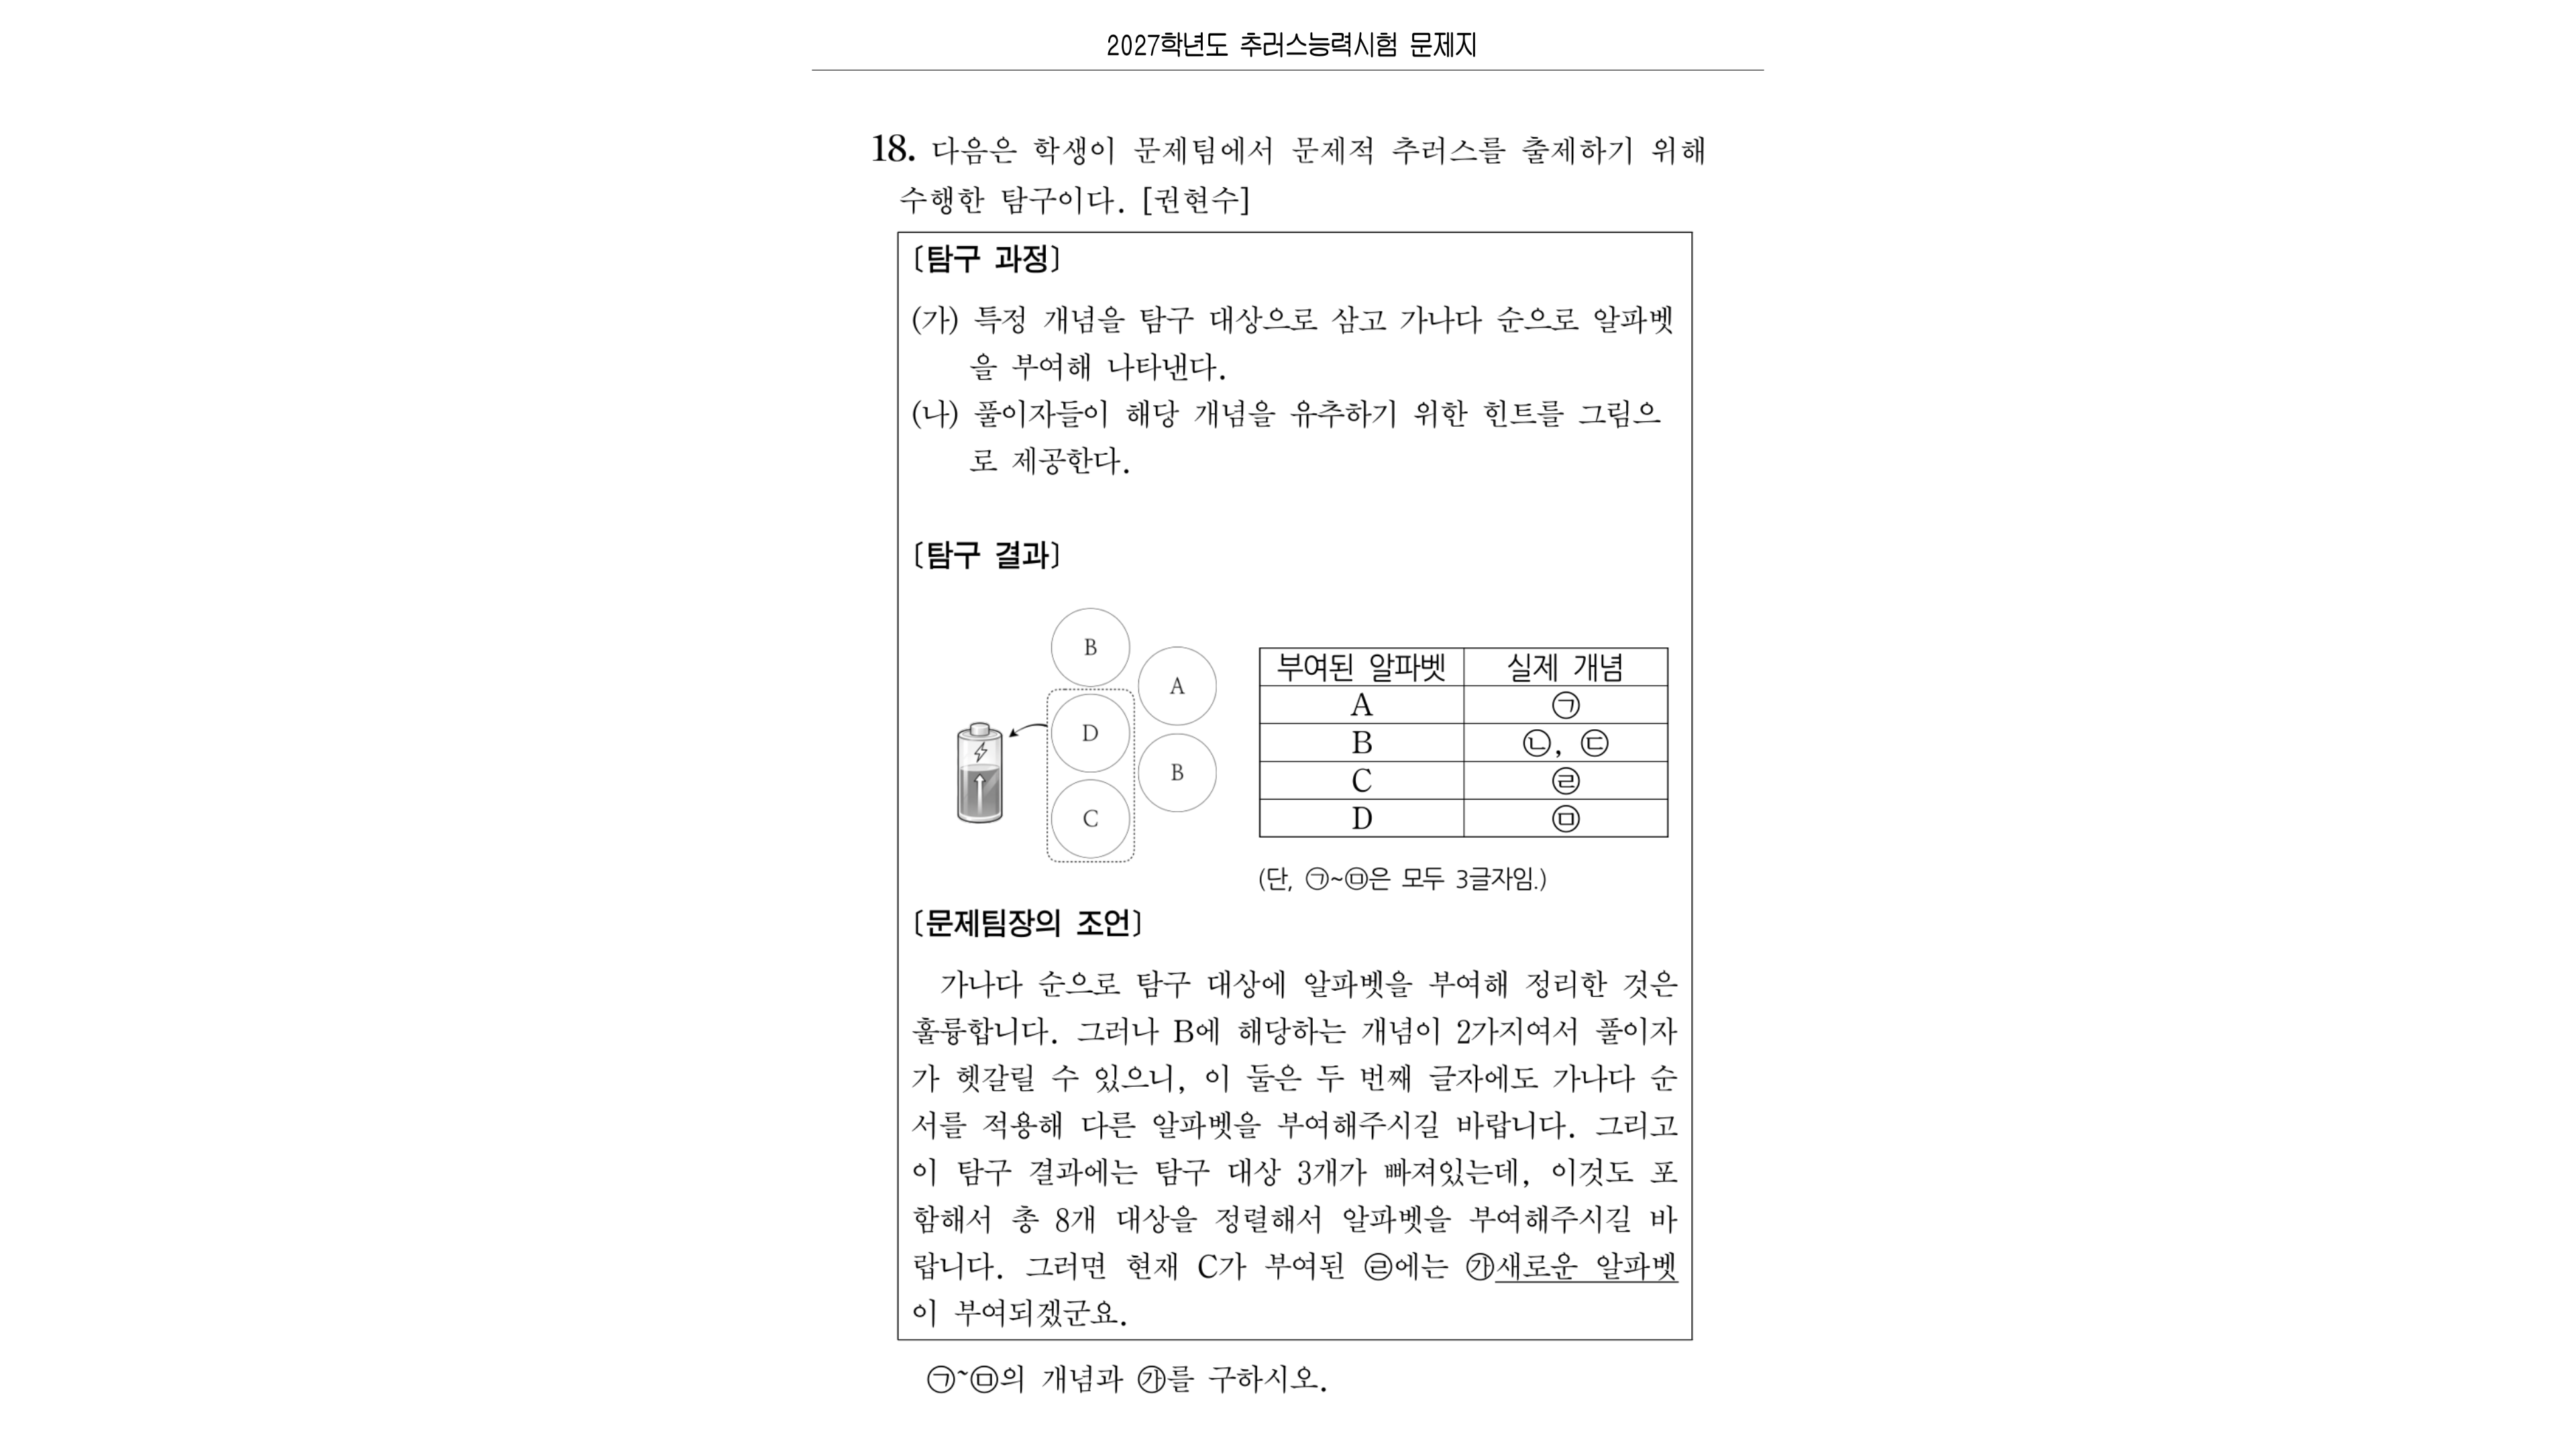 2027학년도 추러스능력시험 문제지
18. 다음은 학생이 문제팀에서 문제적 추러스를 출제하기 위해
수행한 탐구이다. [권현수]
〔탐구 과정〕
(가) 특정 개념을 탐구 대상으로 삼고 가나다 순으로 알파벳
을 부여해 나타낸다.
(나) 풀이자들이 해당 개념을 유추하기 위한 힌트를 그림으
로 제공한다.
〔탐구 결과〕
B
A
D
B
C
부여된 알파벳 실제 개념
A ㉠
B ㉡, ㉢
C ㉣
D ㉤
(단, ㉠~㉤은 모두 3글자임.)
〔문제팀장의 조언〕
가나다 순으로 탐구 대상에 알파벳을 부여해 정리한 것은
훌륭합니다. 그러나 B에 해당하는 개념이 2가지여서 풀이자
가 헷갈릴 수 있으니, 이 둘은 두 번째 글자에도 가나다 순
서를 적용해 다른 알파벳을 부여해주시길 바랍니다. 그리고
이 탐구 결과에는 탐구 대상 3개가 빠져있는데, 이것도 포
함해서 총 8개 대상을 정렬해서 알파벳을 부여해주시길 바
랍니다. 그러면 현재 C가 부여된 ㉣에는 ㉮새로운 알파벳
이 부여되겠군요.
㉠~㉤의 개념과 ㉮를 구하시오.